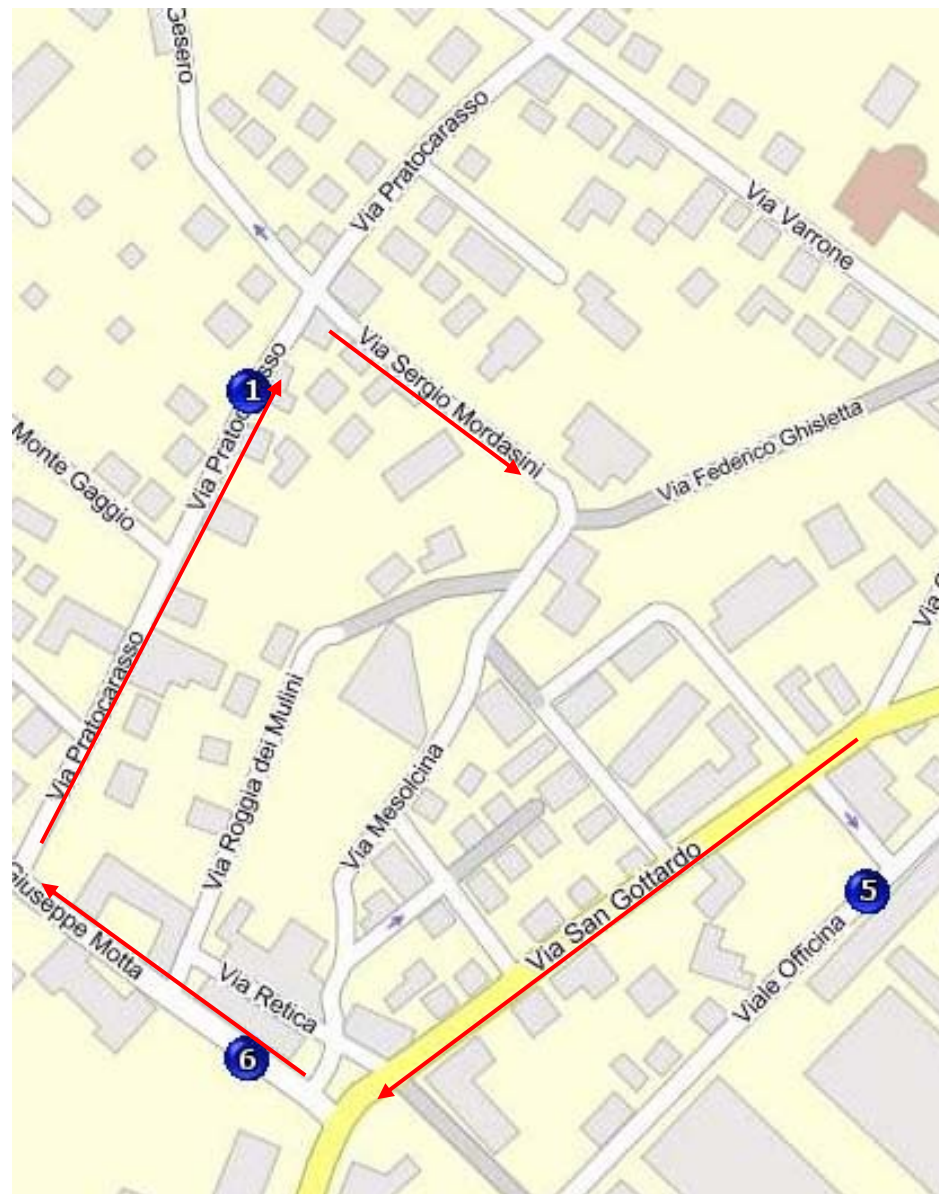 Gesero
Via Pratocarasso
Via Varrone
Via Sergio Mordasini
1
Via Federico Ghisletta
Monte Gaggio
Via
Via Pratocarasso
Via Roggia dei Mulini
Via Mesolcina
Via San Gottardo
5
Giuseppe Motta
Viale Officina
Via Retica
6